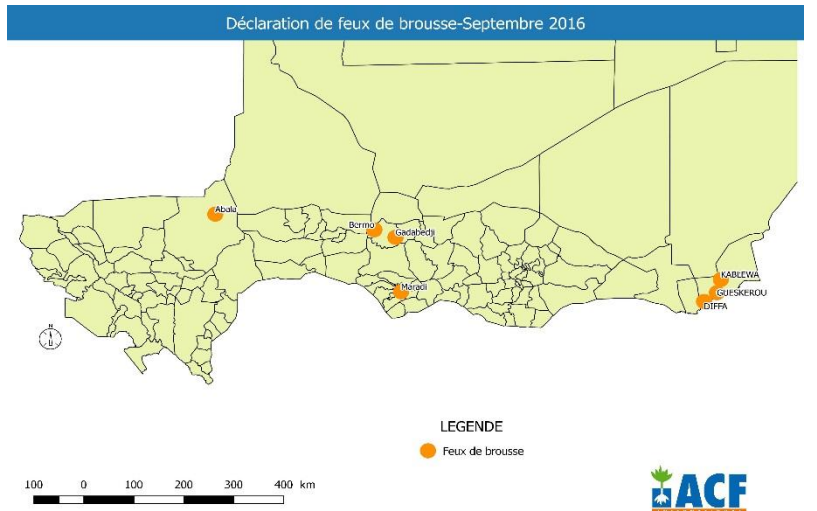 Déclaration de feux de brousse-Septembre 2016
Abala
Bermo
Gadabedji
Maradi
KABLEWA
GUESKEROU
DIFFA
N
LEGENDE
Feux de brousse
100 0 100 200 300 400 km
ACF